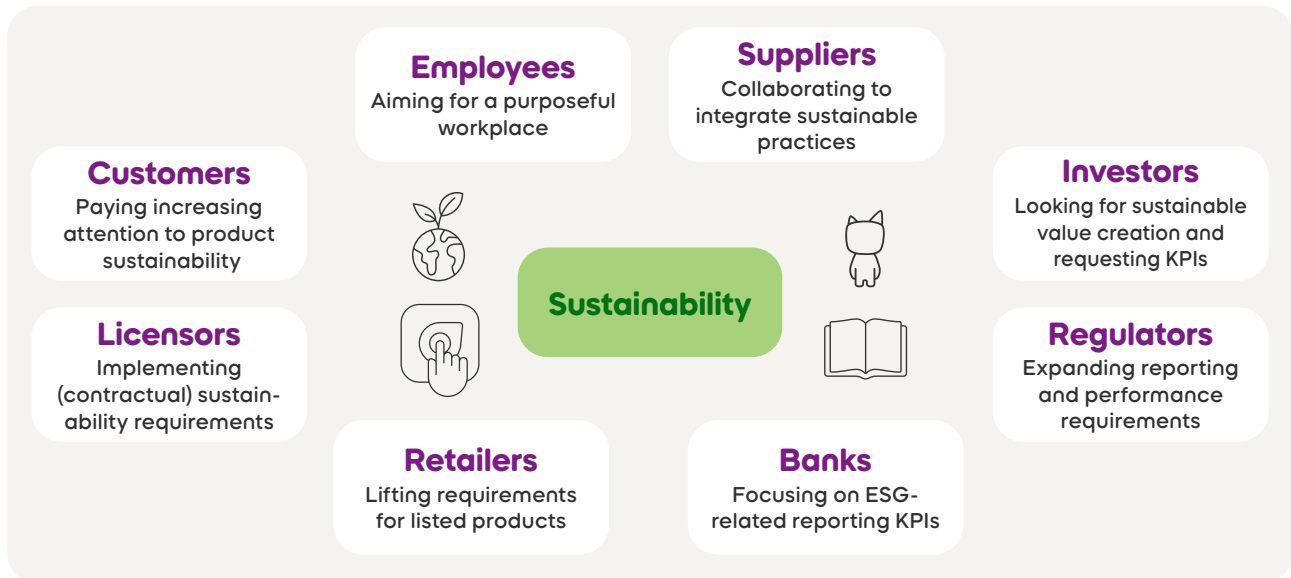 Employees
Aiming for a purposeful
workplace
Suppliers
Collaborating to
integrate sustainable
practices
Customers
Paying increasing
attention to product
sustainability
Investors
Looking for sustainable
value creation and
requesting KPIs
Sustainability
Licensors
Implementing
(contractual) sustain-
ability requirements
Regulators
Expanding reporting
and performance
requirements
Retailers
Lifting requirements
for listed products
Banks
Focusing on ESG-
related reporting KPIs